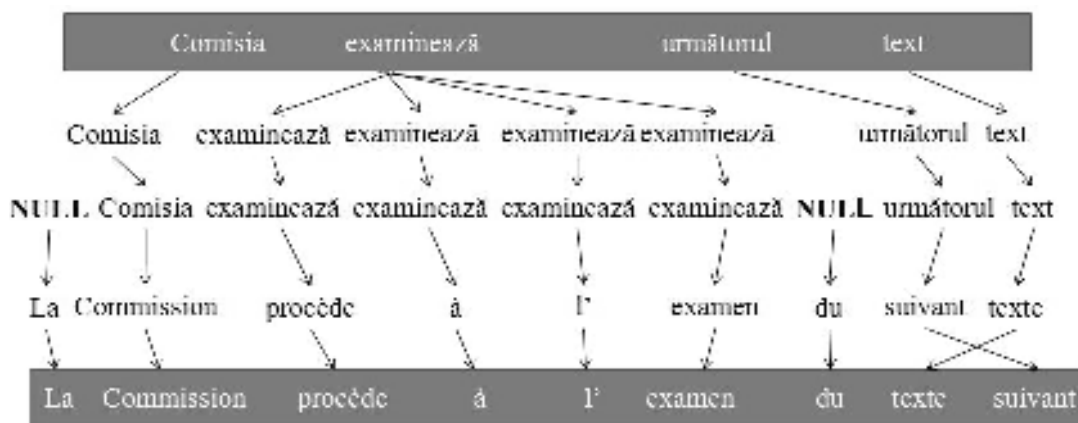 Comisia examinează următorul text
Comisia examinează examinează examinează examinează următorul text
NULL Comisia examinează examinează examinează examinează NULL următorul text
La Commission procède à l' examen du suivant texte
La Commission procède à l' examen du texte suivant